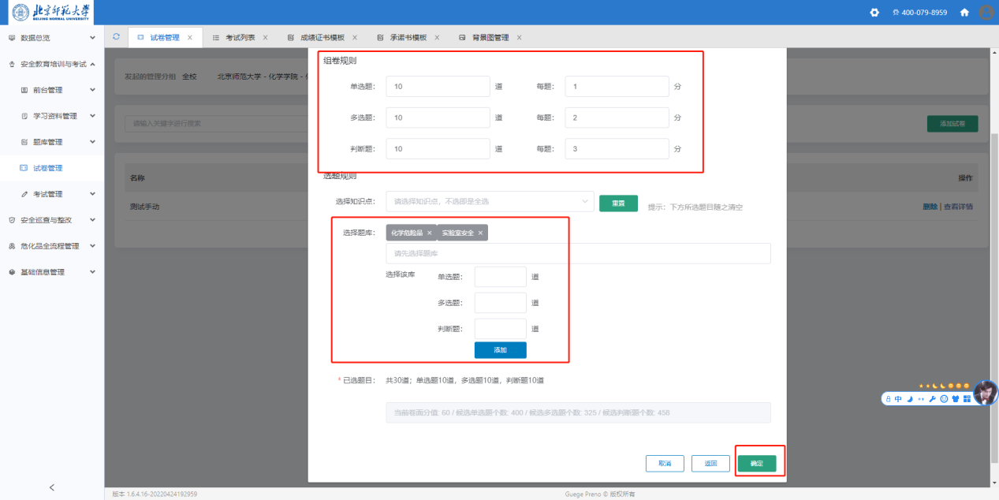 北京师范大学
BEIJING NORMAL UNIVERSITY
400-079-8959
数据总览
试卷管理 × 考试列表 × 成绩证书模板 × 承诺书模板 × 背景图管理 ×
安全教育培训与考试
前台管理
学习资料管理
题库管理
试卷管理
考试管理
安全巡查与整改
危化品全流程管理
基础信息管理
发起的管理分组 全校 北京师范大学 - 化学学院 -
请输入关键字进行搜索
添加试卷
名称
操作
测试手动
删除 | 查看详情
组卷规则
单选题: 10 道 每题: 1 分
多选题: 10 道 每题: 2 分
判断题: 10 道 每题: 3 分
选题规则
选择知识点: 请选择知识点，不选即是全选 重置 提示: 下方所选题目随之清空
选择题库: 化学危险品 × 实验室安全 ×
请先选择题库
选择该库 单选题: 道
多选题: 道
判断题: 道
添加
* 已选题目: 共30道; 单选题10道, 多选题10道, 判断题10道
当前卷面分值: 60 / 候选单选题个数: 400 / 候选多选题个数: 325 / 候选判断题个数: 458
取消 返回 确定
中
版本 1.6.4.16-20220424192959
Guege Preno © 版权所有